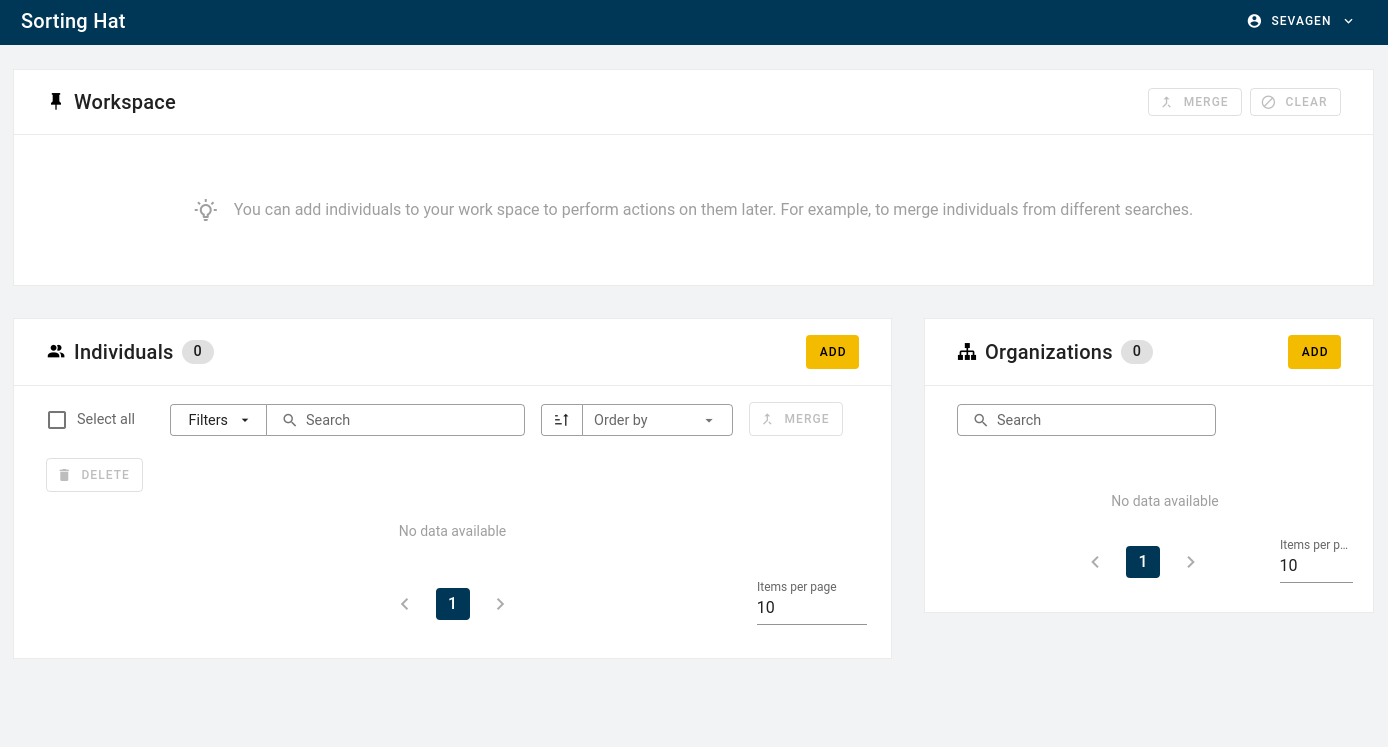 Sorting Hat
SEVAGEN
Workspace
MERGE
CLEAR
You can add individuals to your work space to perform actions on them later. For example, to merge individuals from different searches.
Individuals 0
ADD
Select all
Filters
Search
Order by
MERGE
DELETE
No data available
1
Items per page
10
Organizations 0
ADD
Search
No data available
1
Items per p...
10